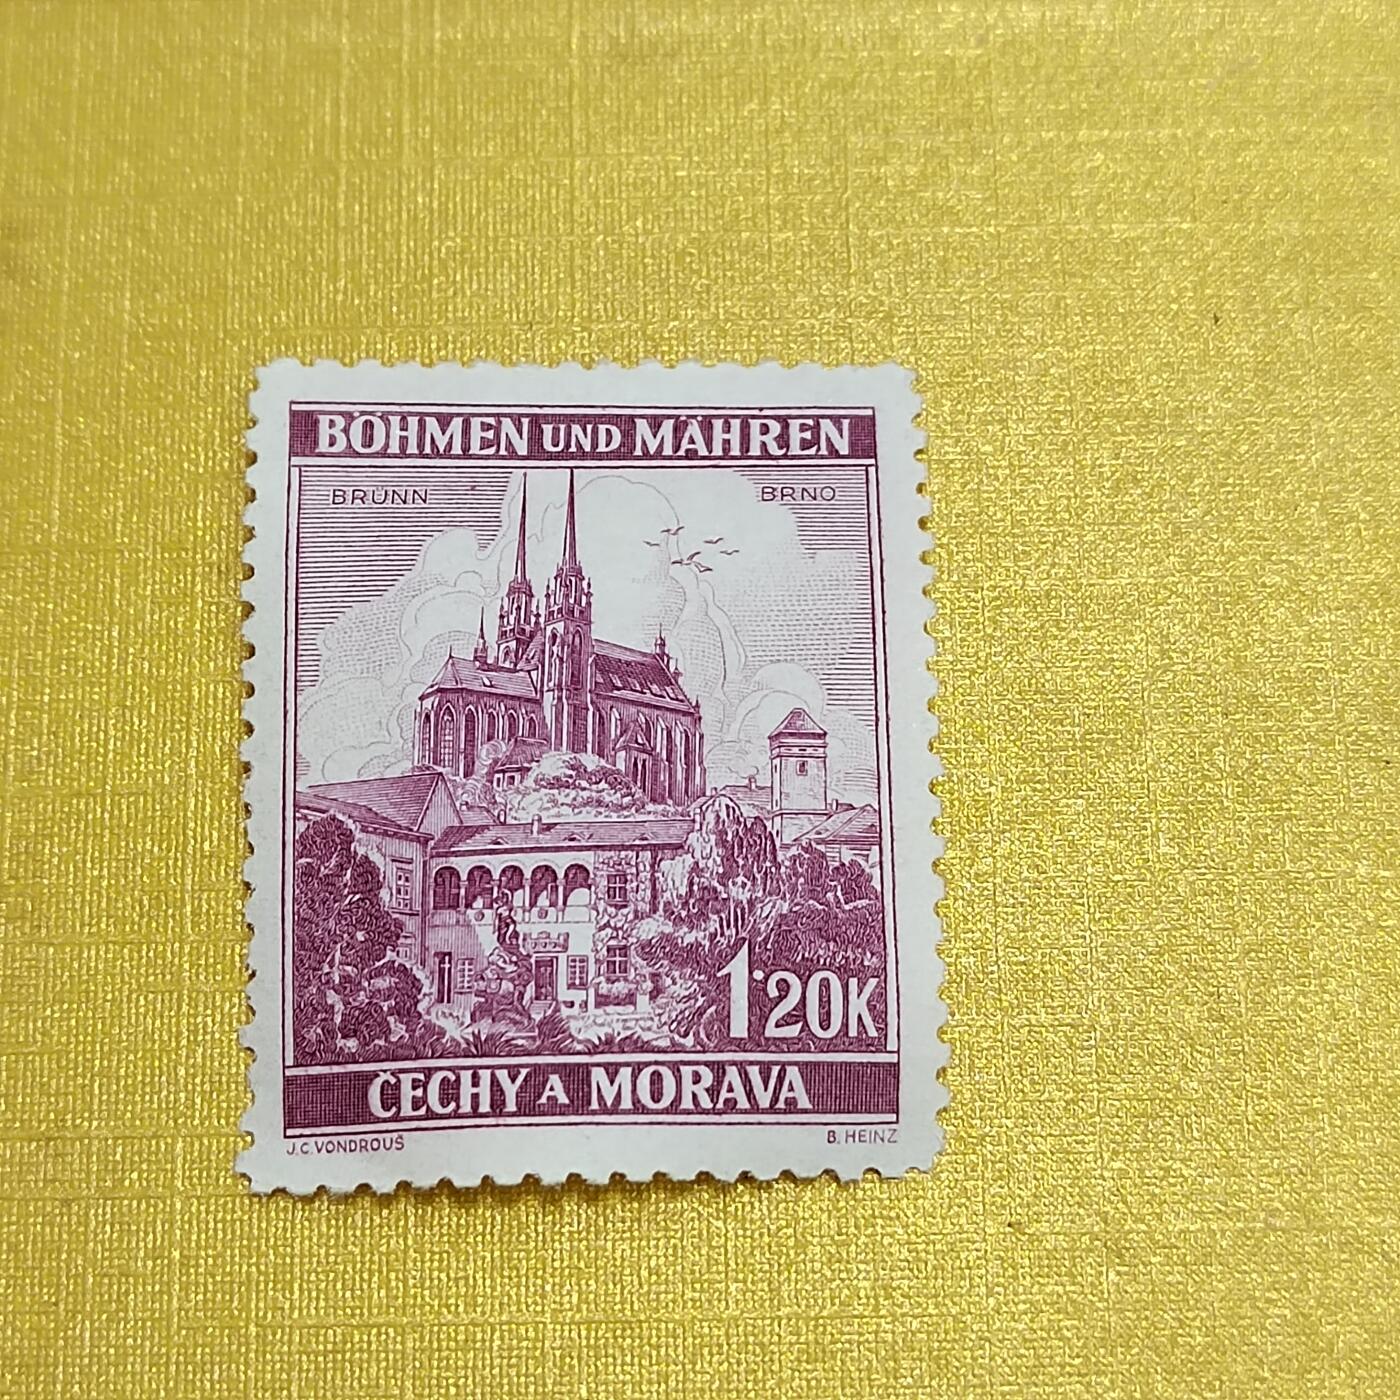 BÖHMEN UND MÄHREN
BRÜNN BRNO
1·20K
ČECHY A MORAVA
J.C.VONDROUŠ B. HEINZ